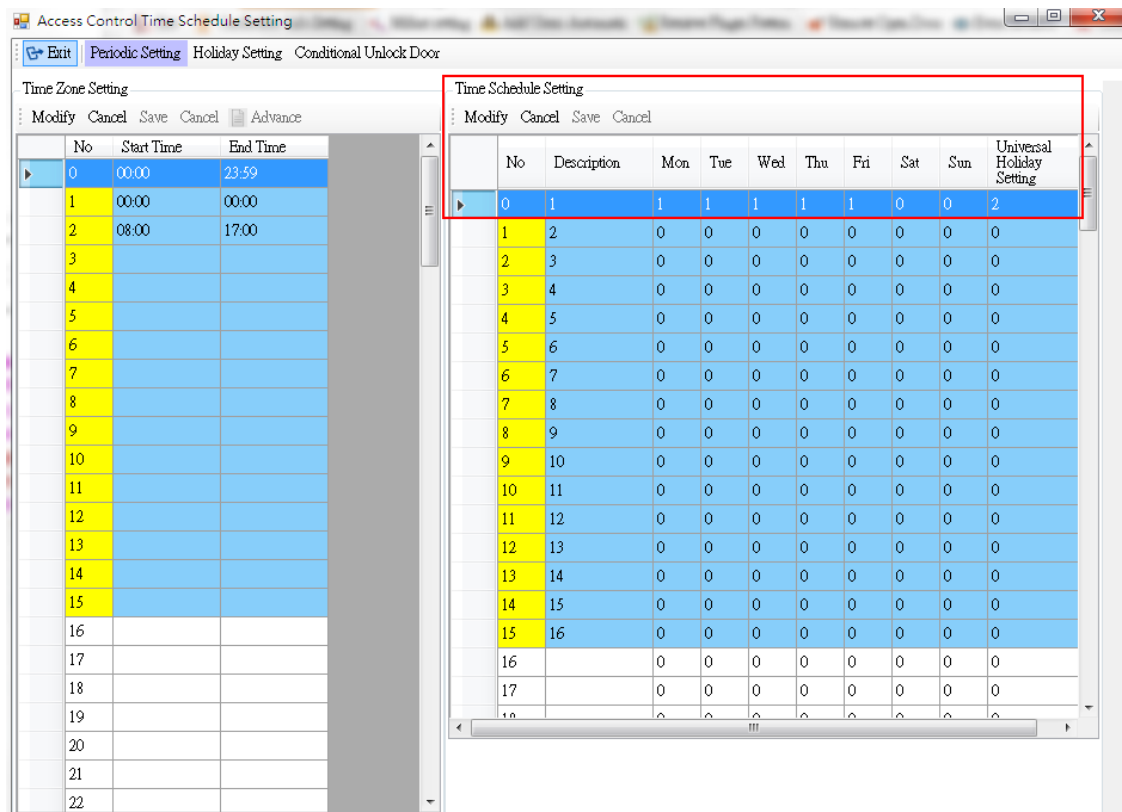 Access Control Time Schedule Setting
Exit Periodic Setting Holiday Setting Conditional Unlock Door
Time Zone Setting
Modify Cancel Save Cancel Advance
No Start Time End Time
0 00:00 23:59
1 00:00 00:00
2 08:00 17:00
3
4
5
6
7
8
9
10
11
12
13
14
15
16
17
18
19
20
21
22
Time Schedule Setting
Modify Cancel Save Cancel
No Description Mon Tue Wed Thu Fri Sat Sun Universal Holiday Setting
0 1 1 1 1 1 1 0 0 2
1 2 0 0 0 0 0 0 0 0
2 3 0 0 0 0 0 0 0 0
3 4 0 0 0 0 0 0 0 0
4 5 0 0 0 0 0 0 0 0
5 6 0 0 0 0 0 0 0 0
6 7 0 0 0 0 0 0 0 0
7 8 0 0 0 0 0 0 0 0
8 9 0 0 0 0 0 0 0 0
9 10 0 0 0 0 0 0 0 0
10 11 0 0 0 0 0 0 0 0
11 12 0 0 0 0 0 0 0 0
12 13 0 0 0 0 0 0 0 0
13 14 0 0 0 0 0 0 0 0
14 15 0 0 0 0 0 0 0 0
15 16 0 0 0 0 0 0 0 0
16 0 0 0 0 0 0 0 0
17 0 0 0 0 0 0 0 0